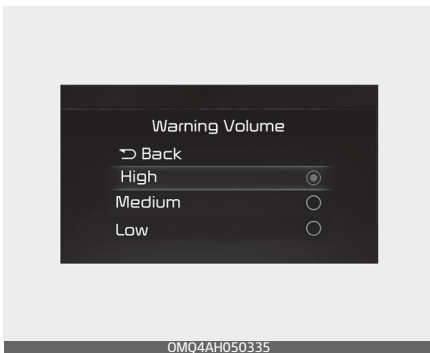 Warning Volume
Back
High
Medium
Low
OMQ4AH050335